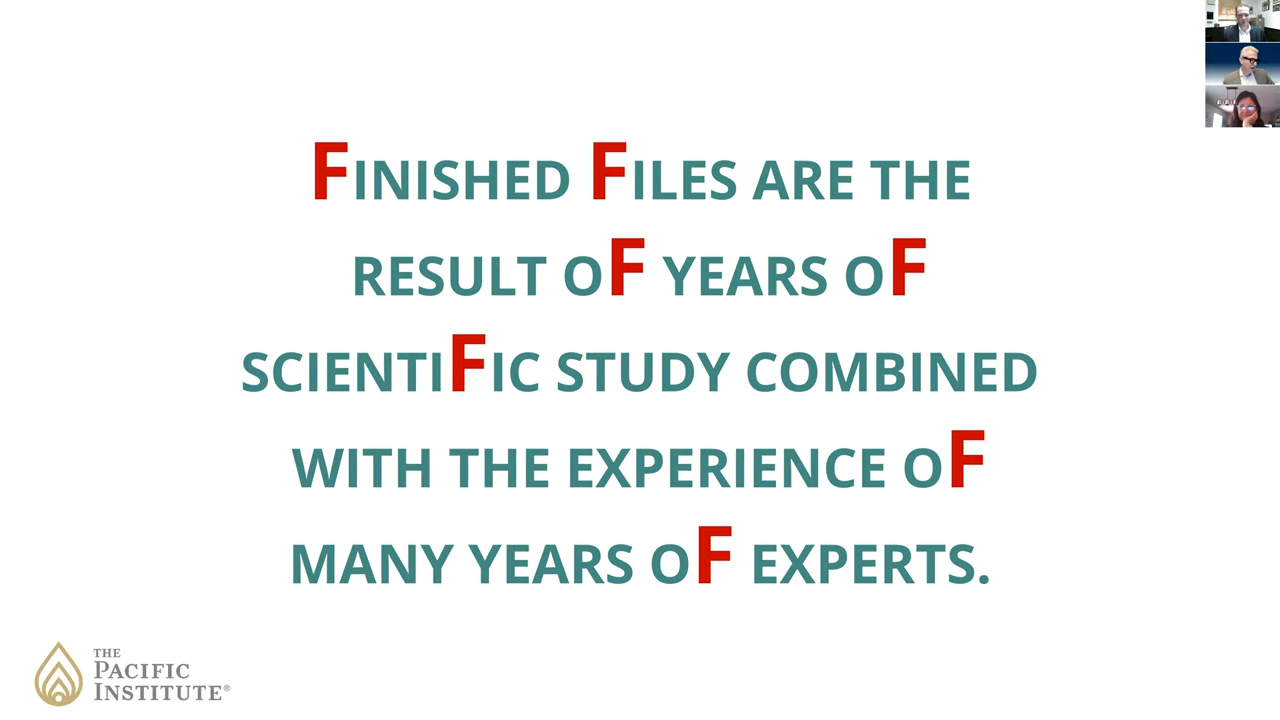 FINISHED FILES ARE THE
RESULT OF YEARS OF
SCIENTIFIC STUDY COMBINED
WITH THE EXPERIENCE OF
MANY YEARS OF EXPERTS.
THE
PACIFIC
INSTITUTE®